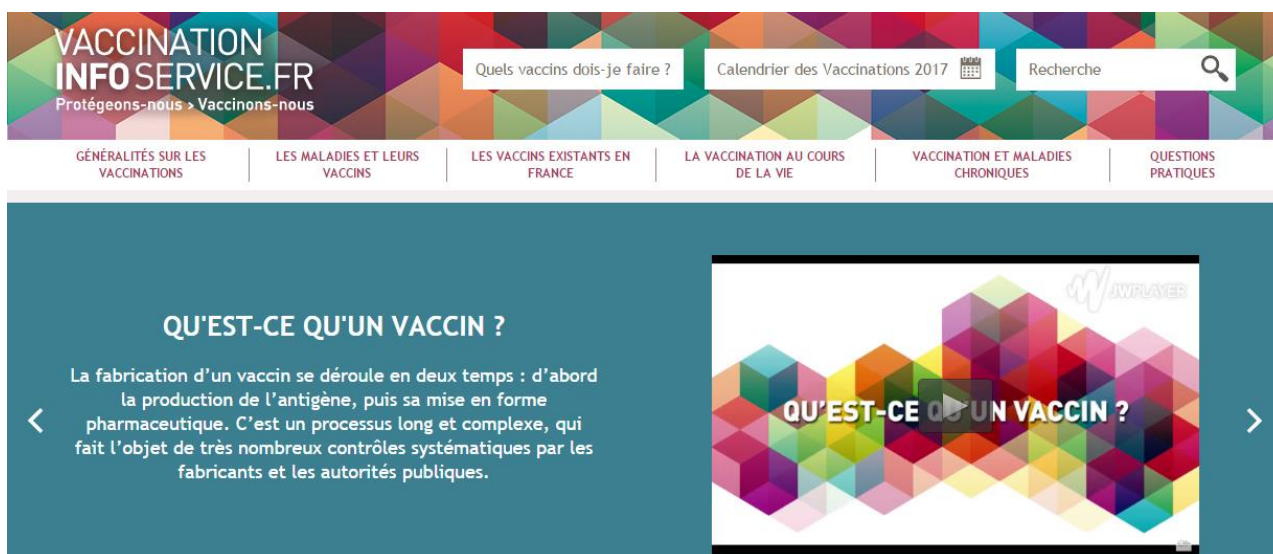 VACCINATION
INFOSERVICE.FR
Protégeons-nous > Vaccinons-nous
Quels vaccins dois-je faire ?
Calendrier des Vaccinations 2017
Recherche
GÉNÉRALITÉS SUR LES
VACCINATIONS
LES MALADIES ET LEURS
VACCINS
LES VACCINS EXISTANTS EN
FRANCE
LA VACCINATION AU COURS
DE LA VIE
VACCINATION ET MALADIES
CHRONIQUES
QUESTIONS
PRATIQUES
QU'EST-CE QU'UN VACCIN ?
La fabrication d’un vaccin se déroule en deux temps : d’abord
la production de l’antigène, puis sa mise en forme
pharmaceutique. C’est un processus long et complexe, qui
fait l’objet de très nombreux contrôles systématiques par les
fabricants et les autorités publiques.
JWPLAYER
QU'EST-CE QU'UN VACCIN ?